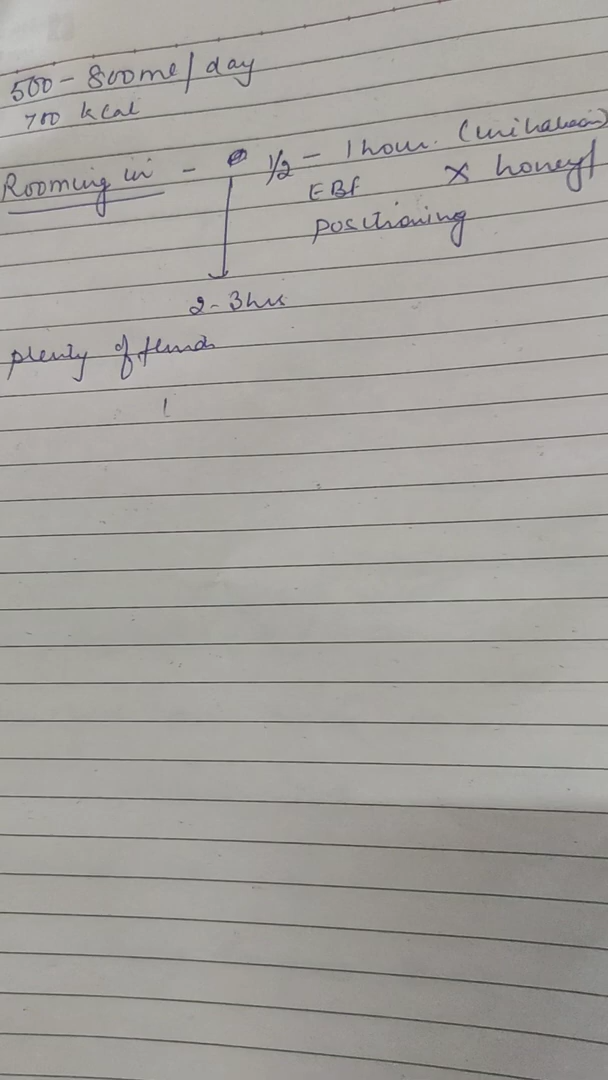 500 - 800ml/day
700 kcal
Rooming in - 1/2 - 1 hour. (initiation)
EBF x honey
positioning
2-3hrs
plenty of fluids